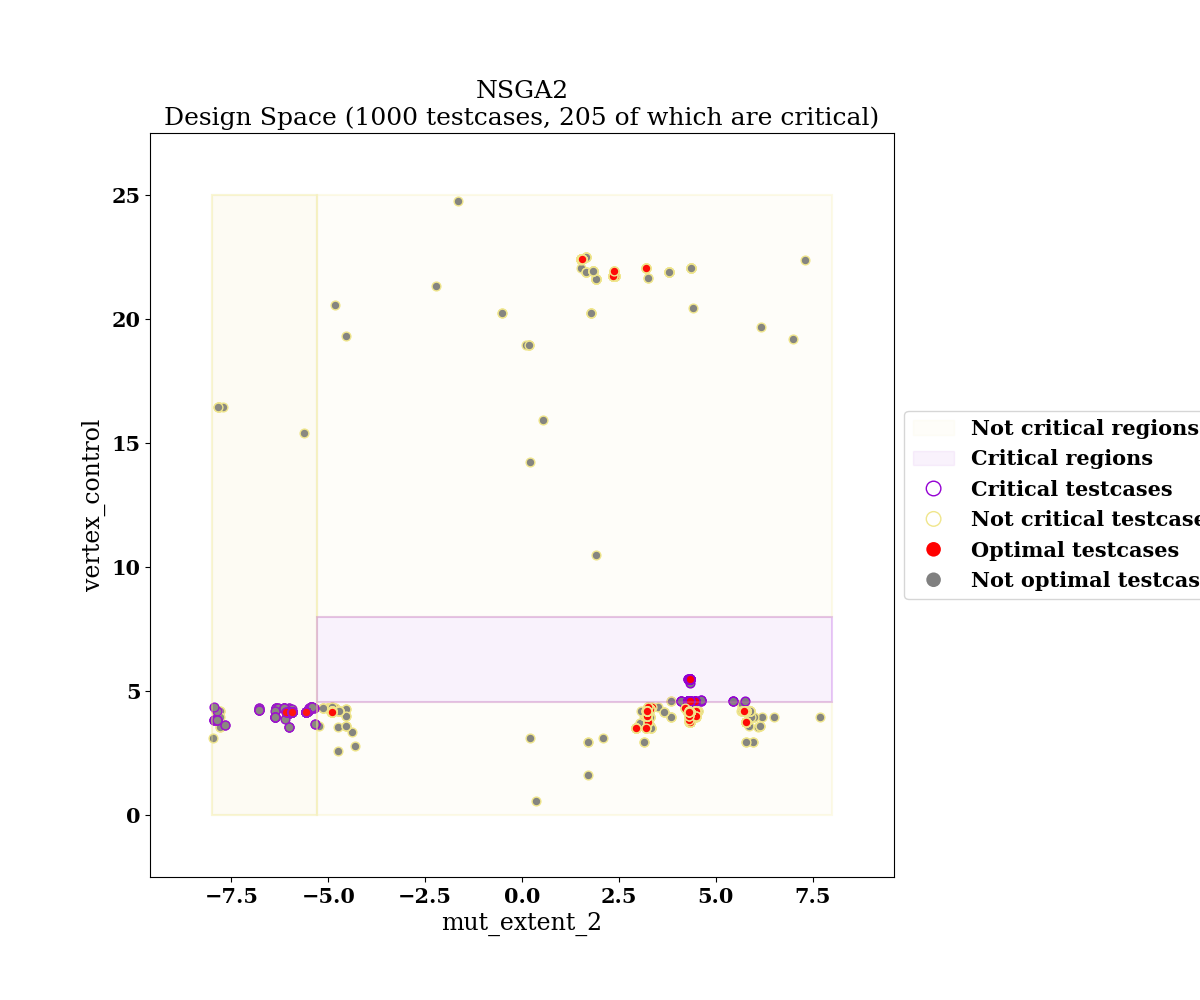 NSGA2
Design Space (1000 testcases, 205 of which are critical)
25
20
15
10
5
0
vertex_control
−7.5 −5.0 −2.5 0.0 2.5 5.0 7.5
mut_extent_2
Not critical regions
Critical regions
Critical testcases
Not critical testcase
Optimal testcases
Not optimal testcas